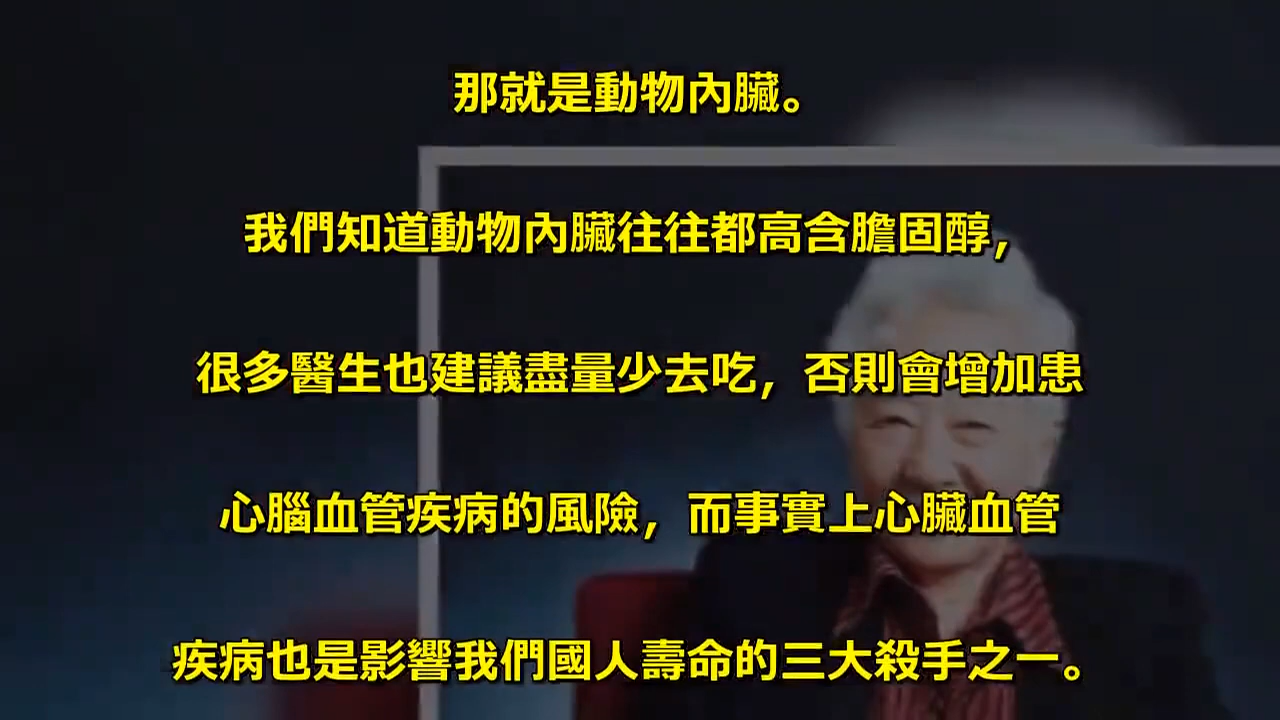 那就是動物內臟。
我們知道動物內臟往往都高含膽固醇，
很多醫生也建議盡量少去吃，否則會增加患
心腦血管疾病的風險，而事實上心臟血管
疾病也是影響我們國人壽命的三大殺手之一。